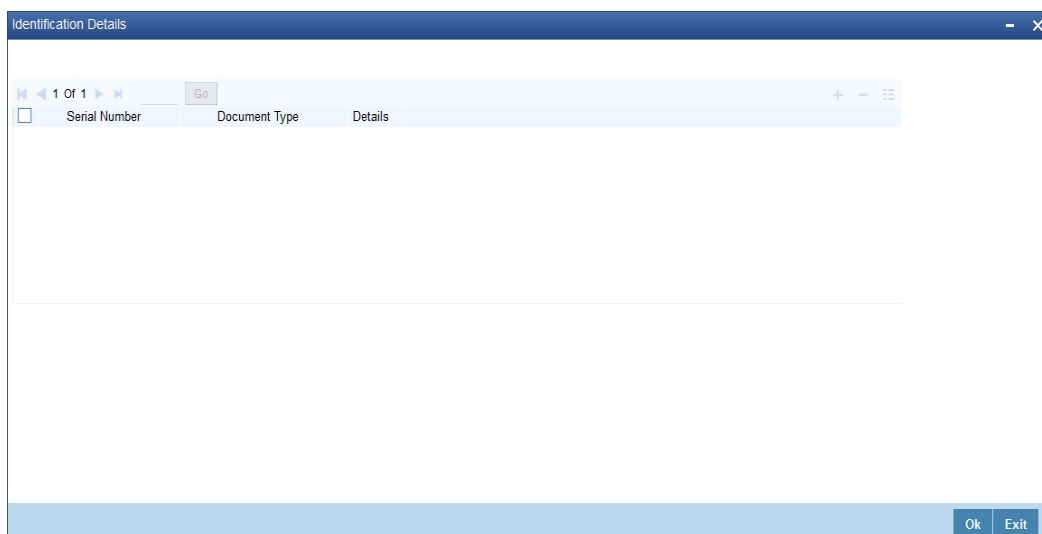 Identification Details
1 Of 1 Go
Serial Number Document Type Details
Ok Exit